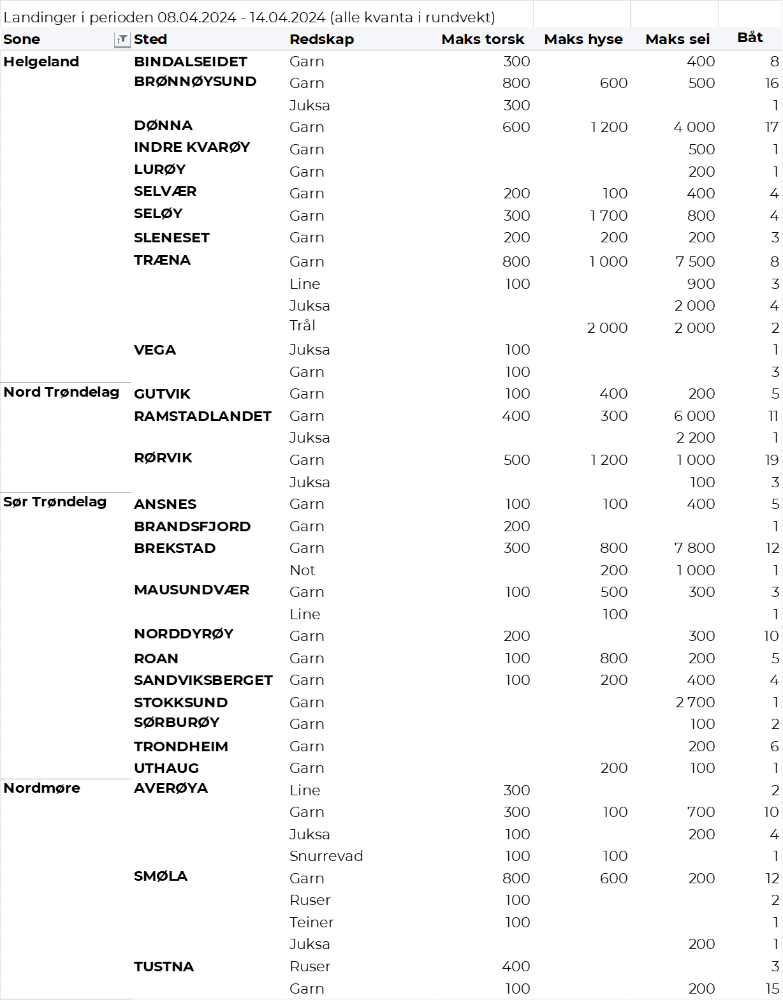 Landinger i perioden 08.04.2024 - 14.04.2024 (alle kvanta i rundvekt)
Sone Sted Redskap Maks torsk Maks hyse Maks sei Båt
Helgeland BINDALSEIDET Garn 300 400 8
BRØNNØYSUND Garn 800 600 500 16
Juksa 300 1
DØNNA Garn 600 1 200 4 000 17
INDRE KVARØY Garn 500 1
LURØY Garn 200 1
SELVÆR Garn 200 100 400 4
SELØY Garn 300 1 700 800 4
SLENESET Garn 200 200 200 3
TRÆNA Garn 800 1 000 7 500 8
Line 100 900 3
Juksa 2 000 4
Trål 2 000 2 000 2
VEGA Juksa 100 1
Garn 100 3
Nord Trøndelag GUTVIK Garn 100 400 200 5
RAMSTADLANDET Garn 400 300 6 000 11
Juksa 2 200 1
RØRVIK Garn 500 1 200 1 000 19
Juksa 100 3
Sør Trøndelag ANSNES Garn 100 100 400 5
BRANDSFJORD Garn 200 1
BREKSTAD Garn 300 800 7 800 12
Not 200 1 000 1
MAUSUNDVÆR Garn 100 500 300 3
Line 100 1
NORDDYRØY Garn 200 300 10
ROAN Garn 100 800 200 5
SANDVIKSBERGET Garn 100 200 400 4
STOKKSUND Garn 2 700 1
SØRBURØY Garn 100 2
TRONDHEIM Garn 200 6
UTHAUG Garn 200 100 1
Nordmøre AVERØYA Line 300 2
Garn 300 100 700 10
Juksa 100 200 4
Snurrevad 100 100 1
SMØLA Garn 800 600 200 12
Ruser 100 2
Teiner 100 1
Juksa 200 1
TUSTNA Ruser 400 3
Garn 100 200 15